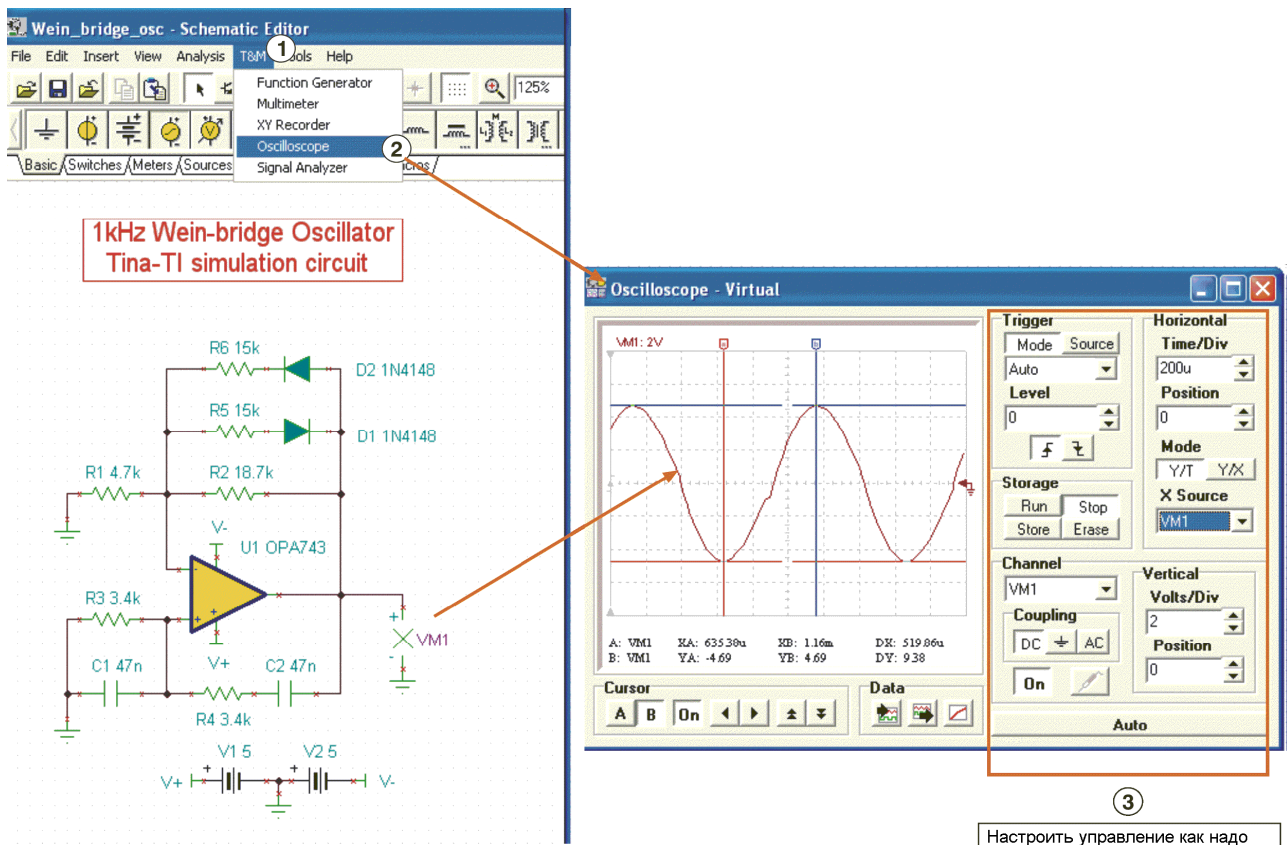 Wein_bridge_osc - Schematic Editor
File Edit Insert View Analysis T&M Tools Help
1
Function Generator
Multimeter
XY Recorder
Oscilloscope
Signal Analyzer
2
125%
Basic Switches Meters Sources
1kHz Wein-bridge Oscillator
Tina-TI simulation circuit
R6 15k
D2 1N4148
R5 15k
D1 1N4148
R1 4.7k
R2 18.7k
V-
U1 OPA743
R3 3.4k
V+
C1 47n
C2 47n
R4 3.4k
VM1
V1 5
V2 5
V+
V-
Oscilloscope - Virtual
VM1: 2V
a
b
A: VM1 XA: 635.38u XB: 1.16m DX: 519.86u
B: VM1 YA: -4.69 YB: 4.69 DY: 9.38
Cursor
A B On
Data
Trigger
Mode Source
Auto
Level
0
Storage
Run Stop
Store Erase
Horizontal
Time/Div
200u
Position
0
Mode
Y/T Y/X
X Source
VM1
Channel
VM1
Coupling
DC AC
On
Vertical
Volts/Div
2
Position
0
Auto
3
Настроить управление как надо